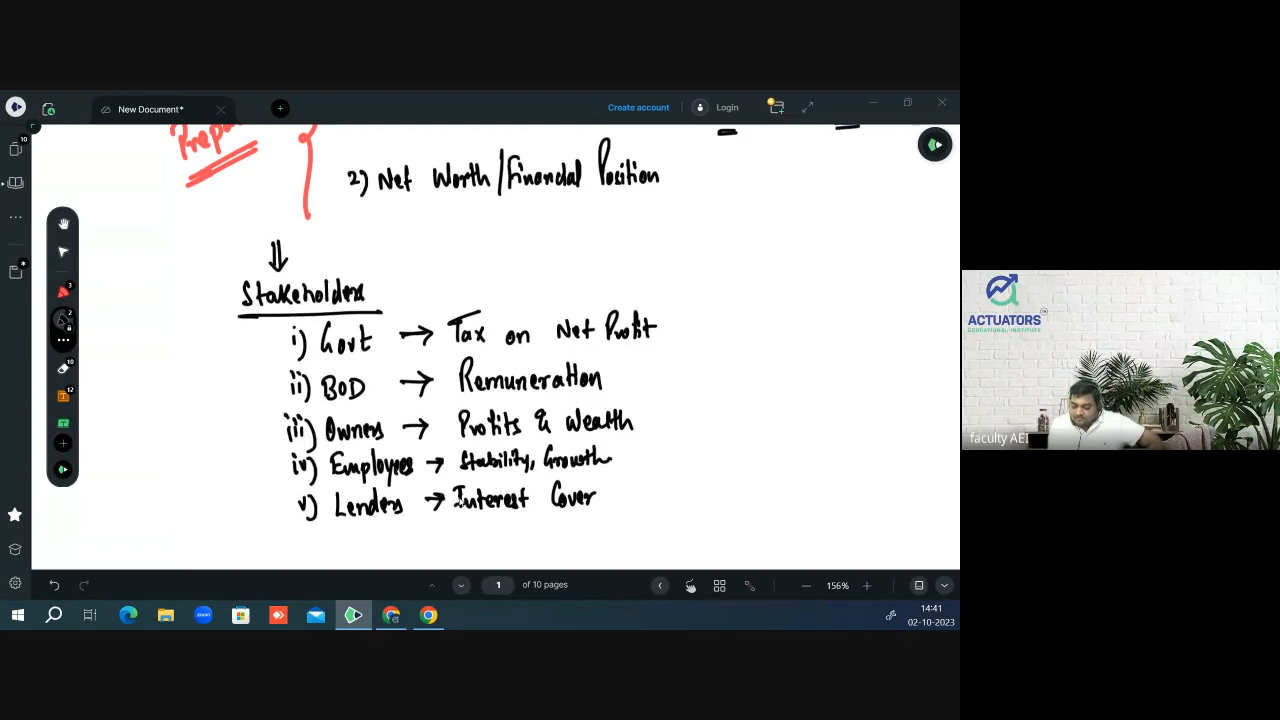 New Document*
Create account
Login
Prepa
2) Net Worth/Financial Position
Stakeholders
i) Govt → Tax on Net Profit
ii) BOD → Remuneration
iii) Owners → Profits & Wealth
iv) Employees → Stability, Growth
v) Lenders → Interest Cover
1 of 10 pages
156%
14:41
02-10-2023
ACTUATORS
EDUCATIONAL INSTITUTE
faculty AEI